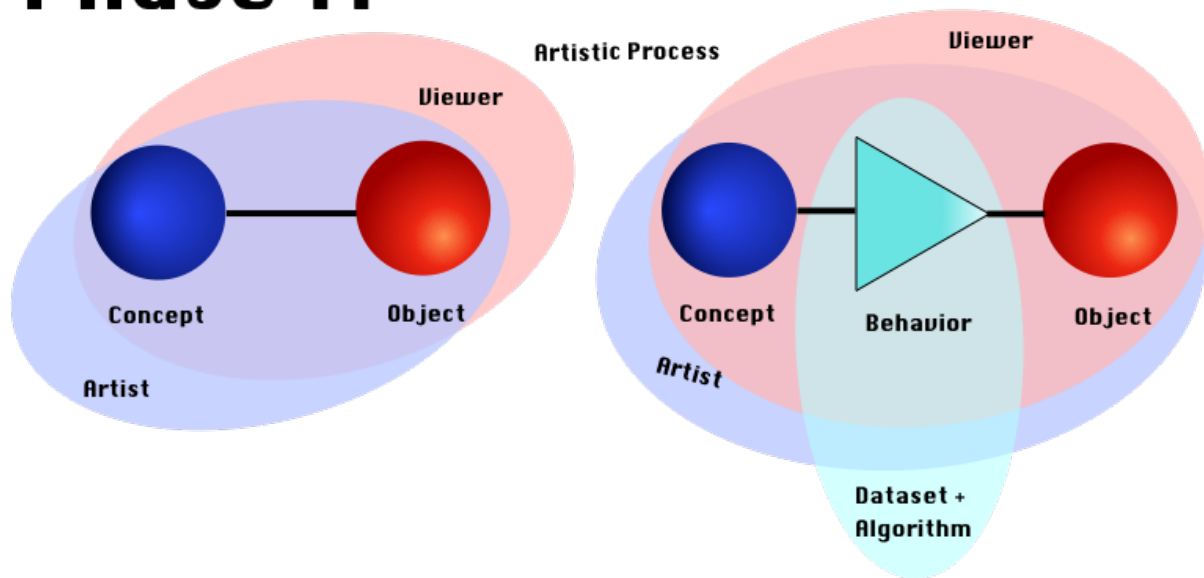 Artistic Process
Viewer
Concept
Object
Artist
Viewer
Concept
Behavior
Object
Artist
Dataset +
Algorithm